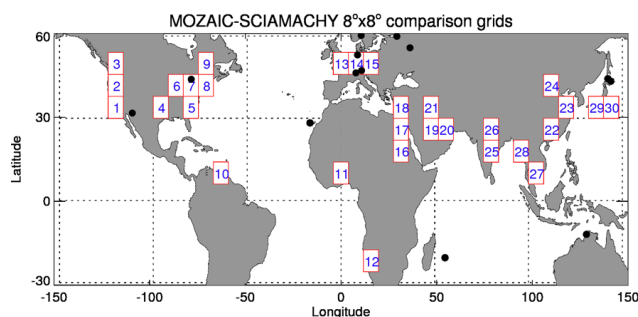 MOZAIC-SCIAMACHY 8°x8° comparison grids
60
3 9 13 14 15
2 6 7 8 24
1 4 5 18 21 23 29 30
30
17 19 20 26 22
16 25 28
10 11 27
0
12
-30
-150 -100 -50 0 50 100 150
Latitude
Longitude